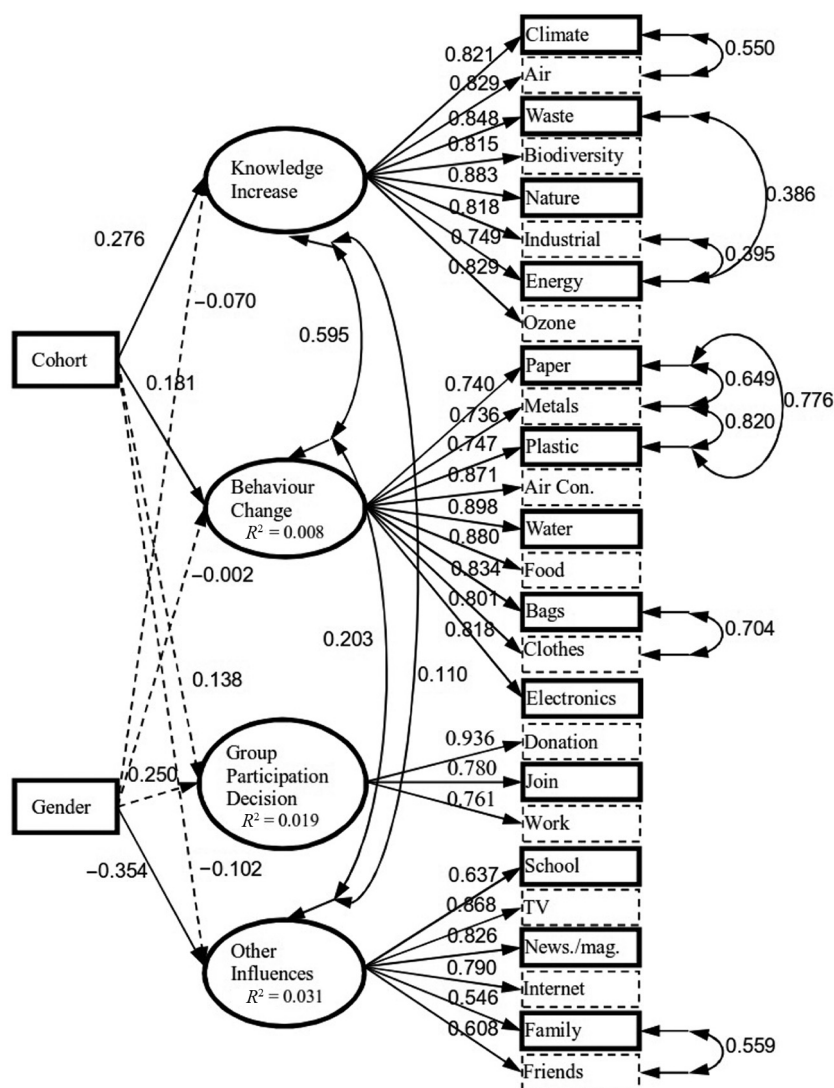 Climate
0.821
0.550
Air
0.829
Waste
0.848
0.815
Biodiversity
Knowledge
Increase
0.883
Nature
0.386
0.818
Industrial
0.276
0.749
0.395
0.829
Energy
−0.070
Ozone
0.595
Cohort
Paper
0.181
0.740
0.649
0.776
Metals
0.736
0.820
0.747
Plastic
0.871
Behaviour
Change
R² = 0.008
Air Con.
0.898
Water
0.880
−0.002
0.834
Food
0.801
Bags
0.818
0.704
0.203
Clothes
0.138
0.110
Electronics
0.936
Donation
Group
Participation
Decision
R² = 0.019
0.250
0.780
Join
Gender
0.761
Work
−0.354
−0.102
School
0.637
0.868
TV
0.826
News./mag.
Other
Influences
R² = 0.031
0.790
Internet
0.546
Family
0.608
0.559
Friends